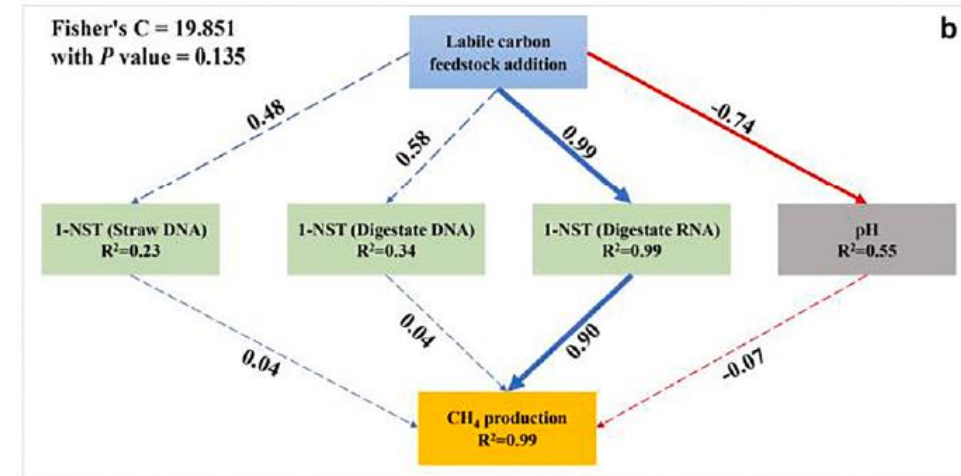 Fisher's C = 19.851
with P value = 0.135
b
Labile carbon
feedstock addition
0.48
0.58
0.99
-0.74
1-NST (Straw DNA)
R²=0.23
1-NST (Digestate DNA)
R²=0.34
1-NST (Digestate RNA)
R²=0.99
pH
R²=0.55
0.04
0.04
0.90
-0.07
CH₄ production
R²=0.99